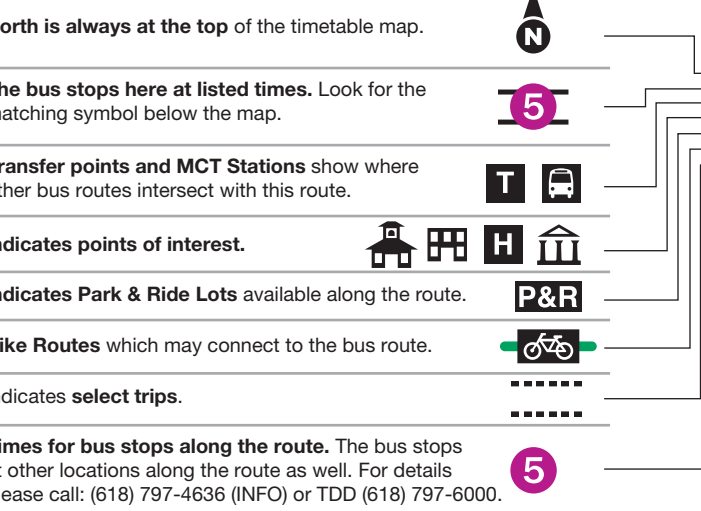 orth is always at the top of the timetable map.
N
he bus stops here at listed times. Look for the
natching symbol below the map.
5
ransfer points and MCT Stations show where
ther bus routes intersect with this route.
T
ndicates points of interest.
H
ndicates Park & Ride Lots available along the route.
P&R
ike Routes which may connect to the bus route.
ndicates select trips.
imes for bus stops along the route. The bus stops
t other locations along the route as well. For details
lease call: (618) 797-4636 (INFO) or TDD (618) 797-6000.
5